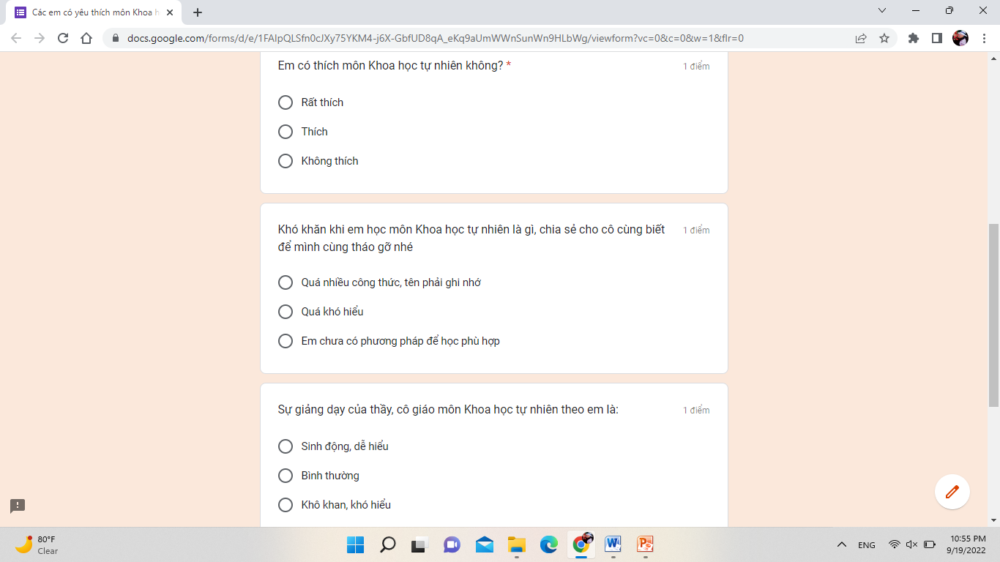 Các em có yêu thích môn Khoa h
docs.google.com/forms/d/e/1FAIpQLSfn0cJXy75YKM4-j6X-GbfUD8qA_eKq9aUmWWnSunWn9HLbWg/viewform?vc=0&c=0&w=1&flr=0
Em có thích môn Khoa học tự nhiên không? *
1 điểm
Rất thích
Thích
Không thích
Khó khăn khi em học môn Khoa học tự nhiên là gì, chia sẻ cho cô cùng biết
1 điểm
để mình cùng tháo gỡ nhé
Quá nhiều công thức, tên phải ghi nhớ
Quá khó hiểu
Em chưa có phương pháp để học phù hợp
Sự giảng dạy của thầy, cô giáo môn Khoa học tự nhiên theo em là:
1 điểm
Sinh động, dễ hiểu
Bình thường
Khô khan, khó hiểu
80°F
Clear
ENG
10:55 PM
9/19/2022